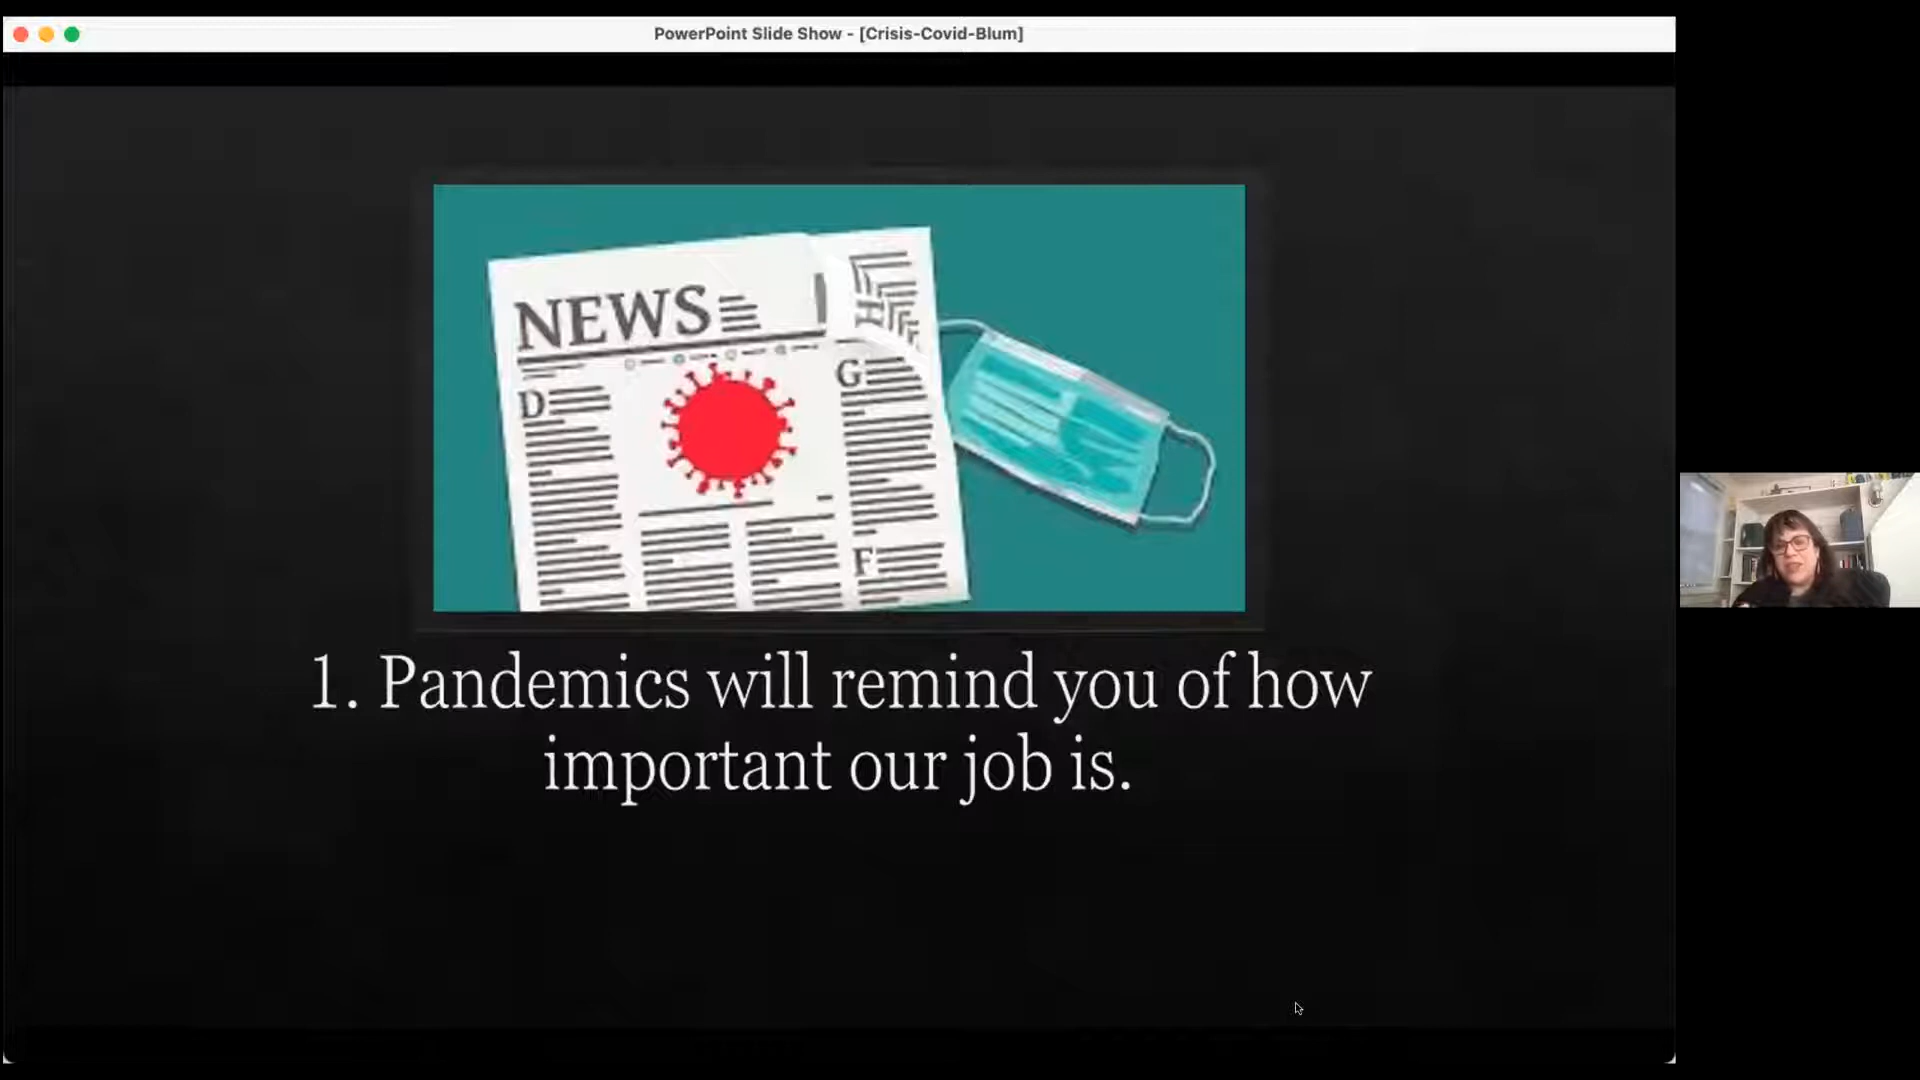 PowerPoint Slide Show - [Crisis-Covid-Blum]
NEWS
D
G
F
1. Pandemics will remind you of how
important our job is.